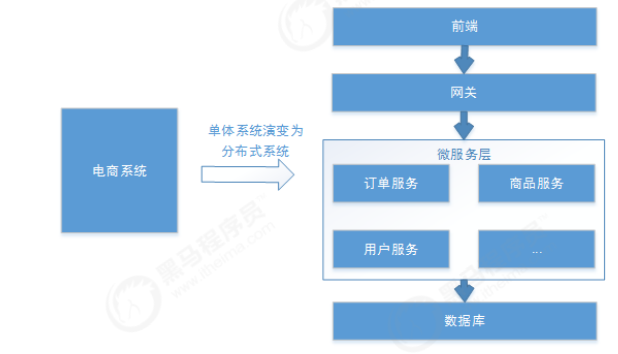 前端
网关
单体系统演变为
分布式系统
电商系统
微服务层
订单服务
商品服务
用户服务
...
数据库
黑马程序员
www.itheima.com